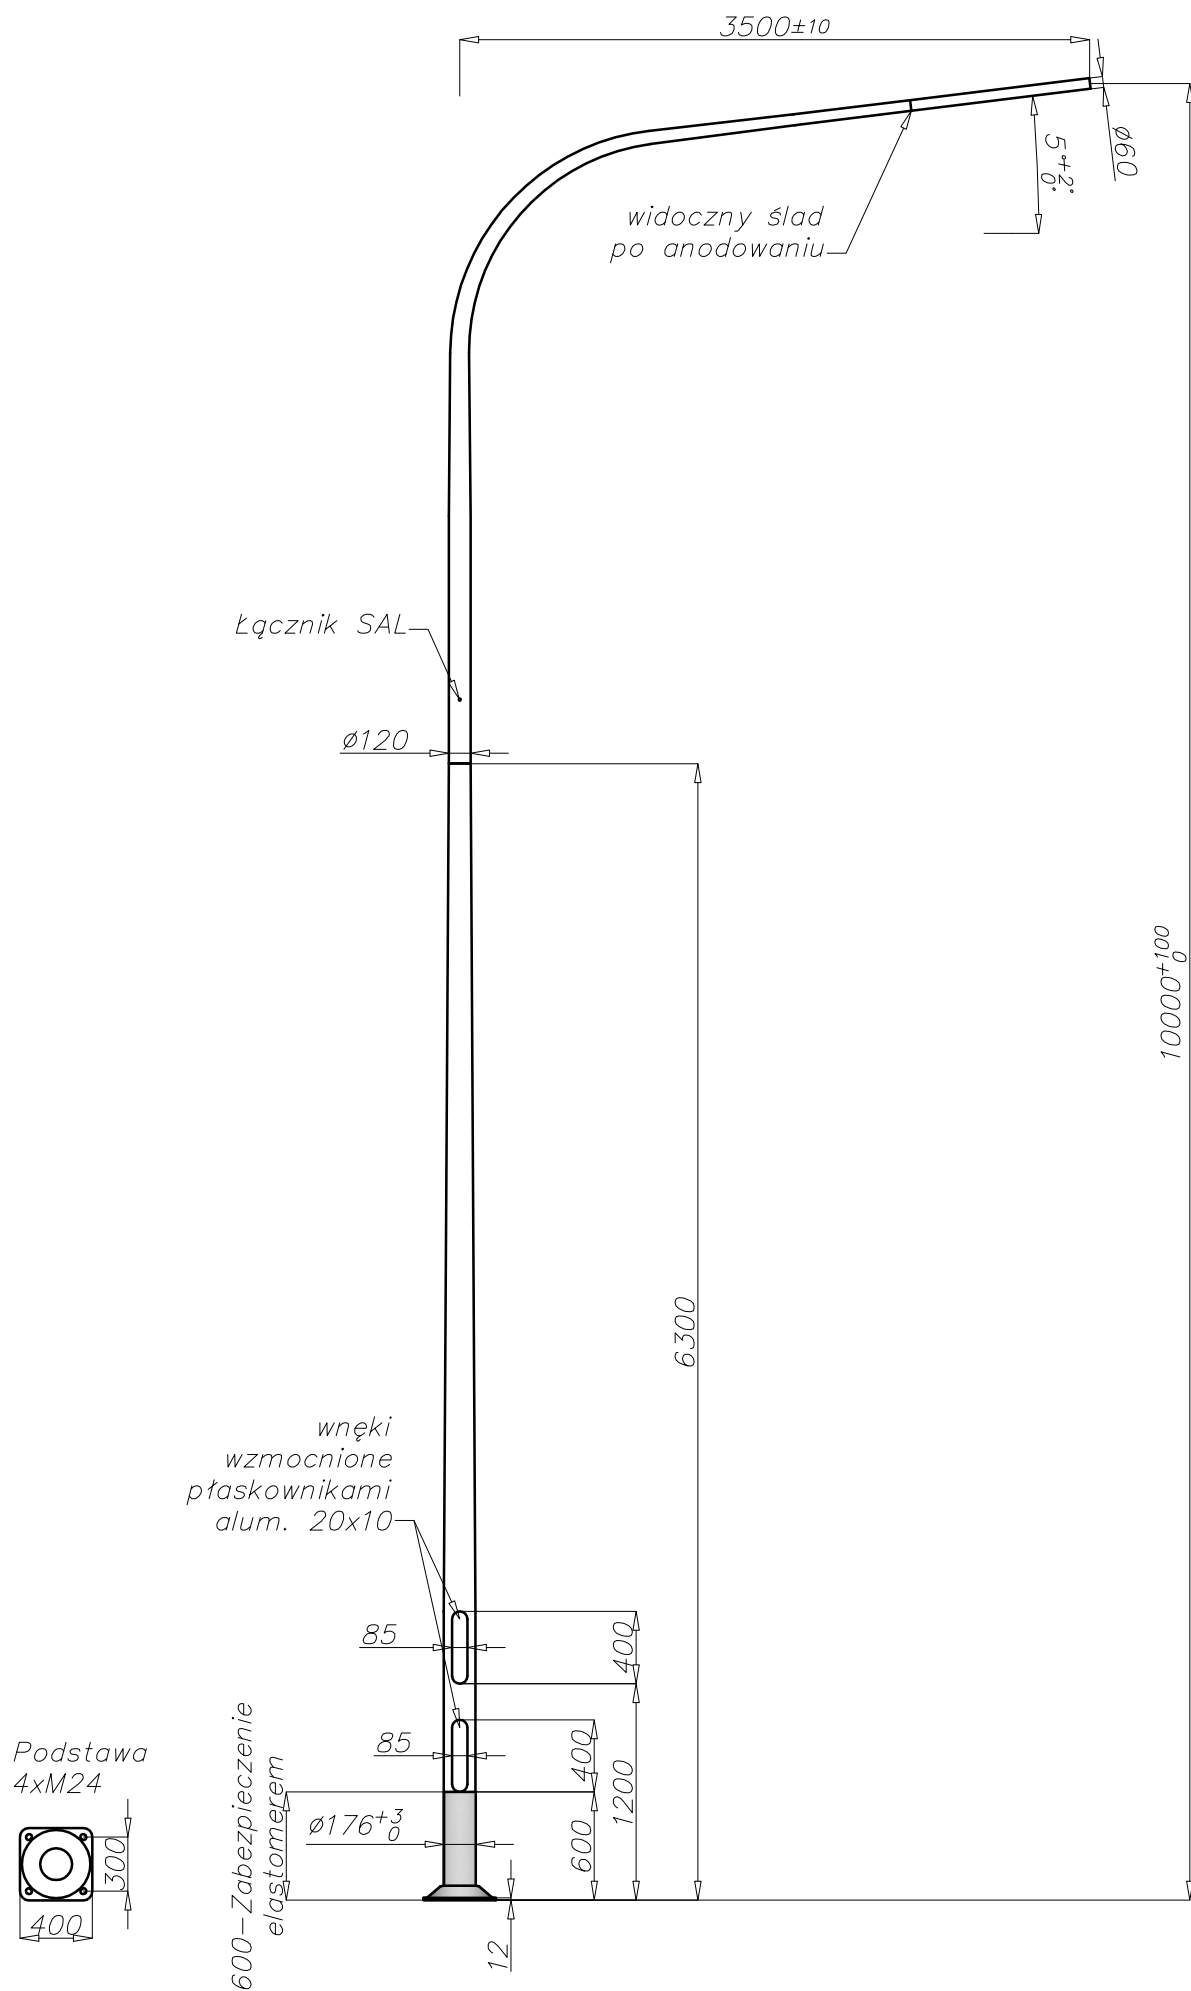 3500±10
ø60
5°+2°
0°
widoczny ślad
po anodowaniu
Łącznik SAL
ø120
10000+100
0
6300
wnęki
wzmocnione
płaskownikami
alum. 20x10
85
400
85
400
1200
600
Podstawa
4xM24
300
400
600-Zabezpieczenie
elastomerem
ø176+3
0
12